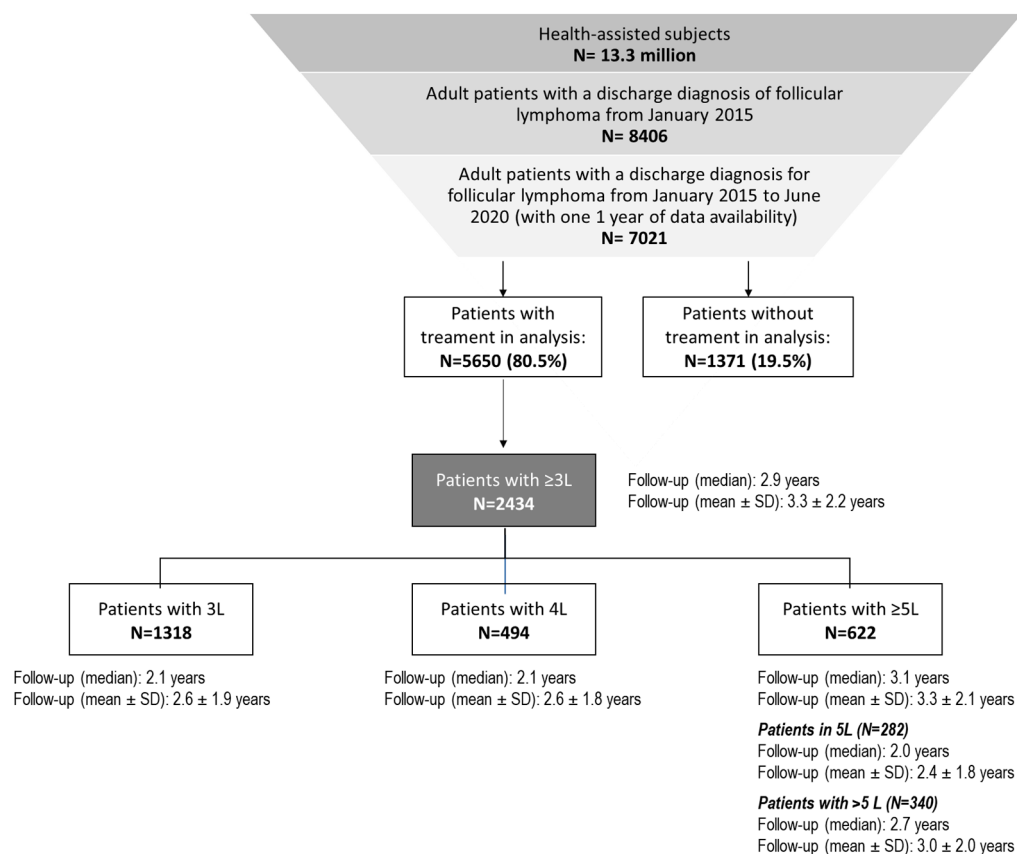 Health-assisted subjects
N= 13.3 million
Adult patients with a discharge diagnosis of follicular
lymphoma from January 2015
N= 8406
Adult patients with a discharge diagnosis for
follicular lymphoma from January 2015 to June
2020 (with one 1 year of data availability)
N= 7021
Patients with
treament in analysis:
N=5650 (80.5%)
Patients without
treament in analysis:
N=1371 (19.5%)
Patients with ≥3L
N=2434
Follow-up (median): 2.9 years
Follow-up (mean ± SD): 3.3 ± 2.2 years
Patients with 3L
N=1318
Follow-up (median): 2.1 years
Follow-up (mean ± SD): 2.6 ± 1.9 years
Patients with 4L
N=494
Follow-up (median): 2.1 years
Follow-up (mean ± SD): 2.6 ± 1.8 years
Patients with ≥5L
N=622
Follow-up (median): 3.1 years
Follow-up (mean ± SD): 3.3 ± 2.1 years
Patients in 5L (N=282)
Follow-up (median): 2.0 years
Follow-up (mean ± SD): 2.4 ± 1.8 years
Patients with >5 L (N=340)
Follow-up (median): 2.7 years
Follow-up (mean ± SD): 3.0 ± 2.0 years